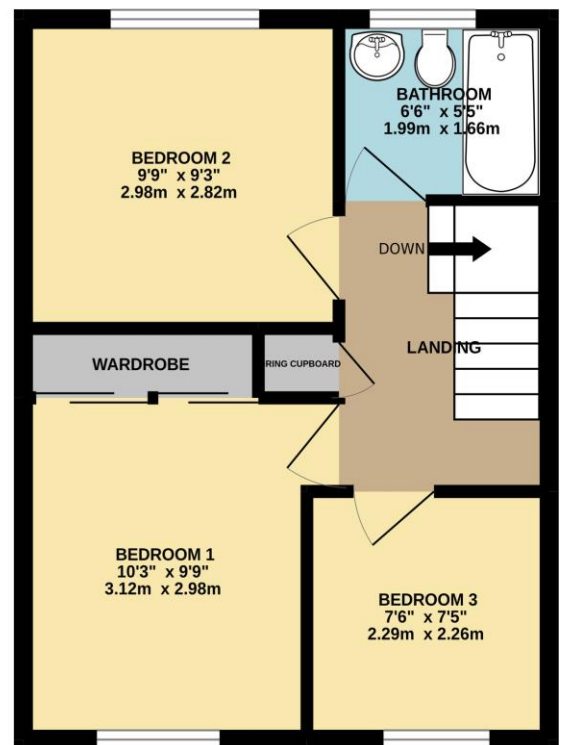 BATHROOM
6'6" x 5'5"
1.99m x 1.66m
BEDROOM 2
9'9" x 9'3"
2.98m x 2.82m
DOWN
LANDING
WARDROBE
RING CUPBOARD
BEDROOM 1
10'3" x 9'9"
3.12m x 2.98m
BEDROOM 3
7'6" x 7'5"
2.29m x 2.26m